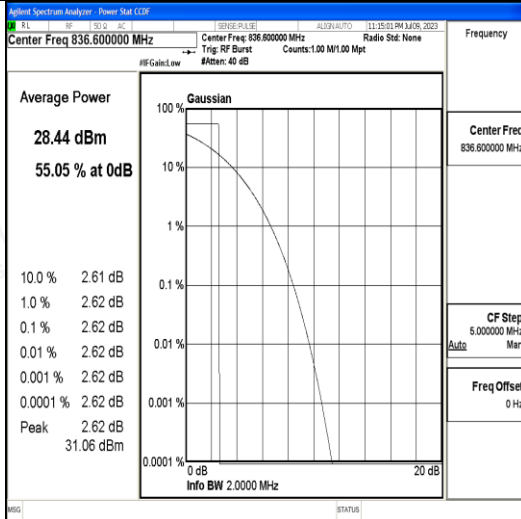 Agilent Spectrum Analyzer - Power Stat CCDF
RL RF 50 Ω AC SENSE:PULSE ALIGN AUTO 11:15:01 PM Jul 09, 2023
Center Freq 836.600000 MHz
Center Freq: 836.600000 MHz Radio Std: None
Trig: RF Burst Counts:1.00 M/1.00 Mpt
#IFGain:Low #Atten: 40 dB
Frequency
Average Power
28.44 dBm
55.05 % at 0dB
10.0 % 2.61 dB
1.0 % 2.62 dB
0.1 % 2.62 dB
0.01 % 2.62 dB
0.001 % 2.62 dB
0.0001 % 2.62 dB
Peak 2.62 dB
31.06 dBm
Gaussian
100 %
10 %
1 %
0.1 %
0.01 %
0.001 %
0.0001 %
0 dB 20 dB
Info BW 2.0000 MHz
Center Freq
836.600000 MHz
CF Step
5.000000 MHz
Auto Man
Freq Offset
0 Hz
MSG STATUS